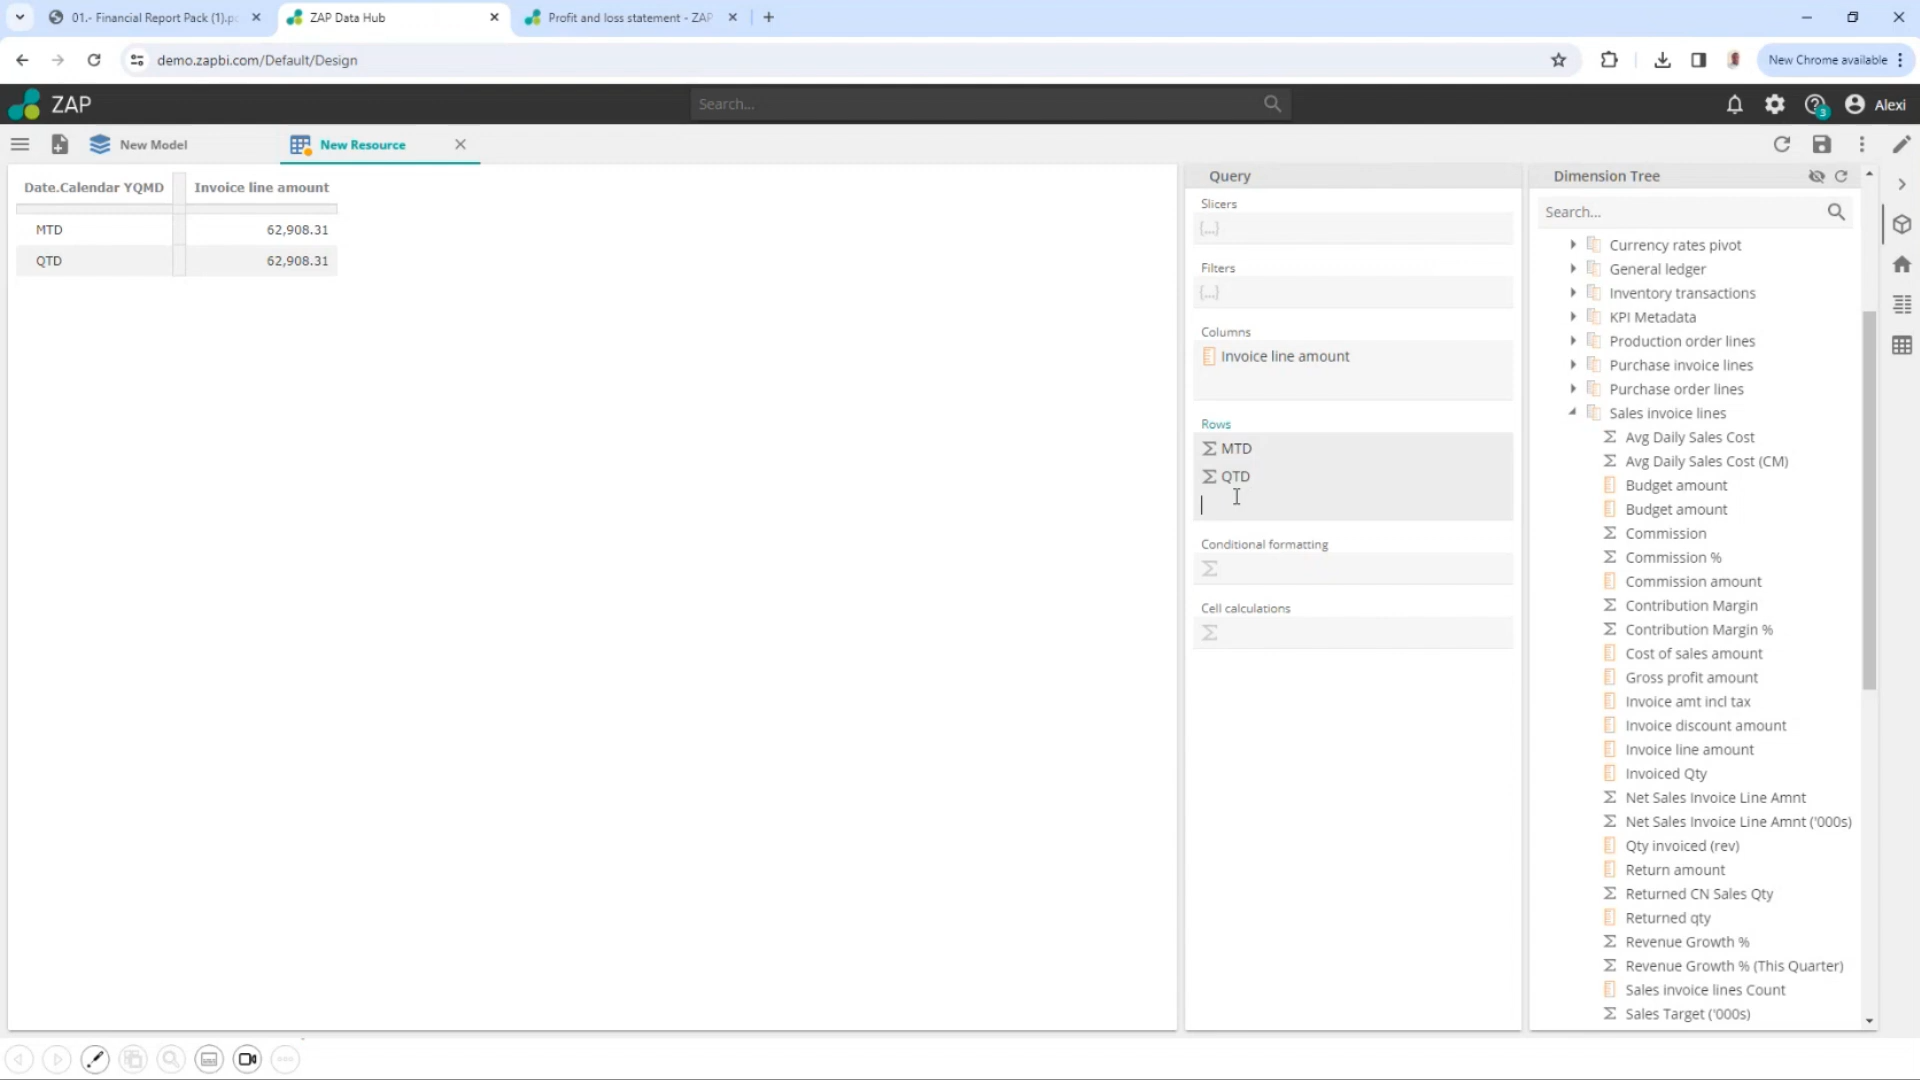 01.- Financial Report Pack (1).p
ZAP Data Hub
Profit and loss statement - ZAP
demo.zapbi.com/Default/Design
New Chrome available
ZAP
Search...
3
Alexi
New Model
New Resource
Date.Calendar YQMD
Invoice line amount
MTD
62,908.31
QTD
62,908.31
Query
Slicers
{...}
Filters
{...}
Columns
Invoice line amount
Rows
Σ MTD
Σ QTD
Conditional formatting
Σ
Cell calculations
Σ
Dimension Tree
Search...
Currency rates pivot
General ledger
Inventory transactions
KPI Metadata
Production order lines
Purchase invoice lines
Purchase order lines
Sales invoice lines
Σ Avg Daily Sales Cost
Σ Avg Daily Sales Cost (CM)
Budget amount
Budget amount
Σ Commission
Σ Commission %
Commission amount
Σ Contribution Margin
Σ Contribution Margin %
Cost of sales amount
Gross profit amount
Invoice amt incl tax
Invoice discount amount
Invoice line amount
Invoiced Qty
Σ Net Sales Invoice Line Amnt
Σ Net Sales Invoice Line Amnt ('000s)
Qty invoiced (rev)
Return amount
Σ Returned CN Sales Qty
Returned qty
Σ Revenue Growth %
Σ Revenue Growth % (This Quarter)
Sales invoice lines Count
Σ Sales Target ('000s)